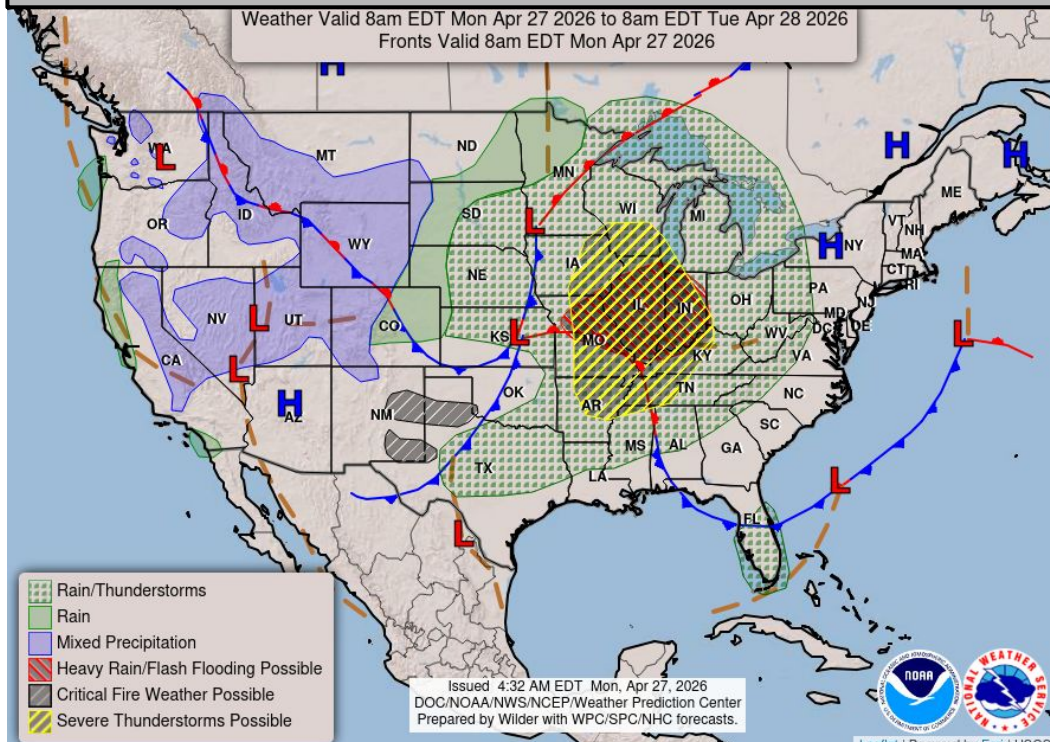 Weather Valid 8am EDT Mon Apr 27 2026 to 8am EDT Tue Apr 28 2026
Fronts Valid 8am EDT Mon Apr 27 2026
H
H
H
WA
L
MT
ND
MN
ME
VT
NH
OR
ID
SD
L
WI
MI
H
NY
MA
CT
RI
WY
IA
NE
PA
NJ
NV
L
UT
CO
KS
L
IL
IN
OH
MD
DE
DC
WV
VA
L
CA
L
MO
KY
H
AZ
NM
OK
AR
TN
NC
SC
TX
MS
AL
GA
LA
L
FL
L
Rain/Thunderstorms
Rain
Mixed Precipitation
Heavy Rain/Flash Flooding Possible
Critical Fire Weather Possible
Severe Thunderstorms Possible
Issued 4:32 AM EDT Mon, Apr 27, 2026
DOC/NOAA/NWS/NCEP/Weather Prediction Center
Prepared by Wilder with WPC/SPC/NHC forecasts.
NOAA
NATIONAL WEATHER SERVICE